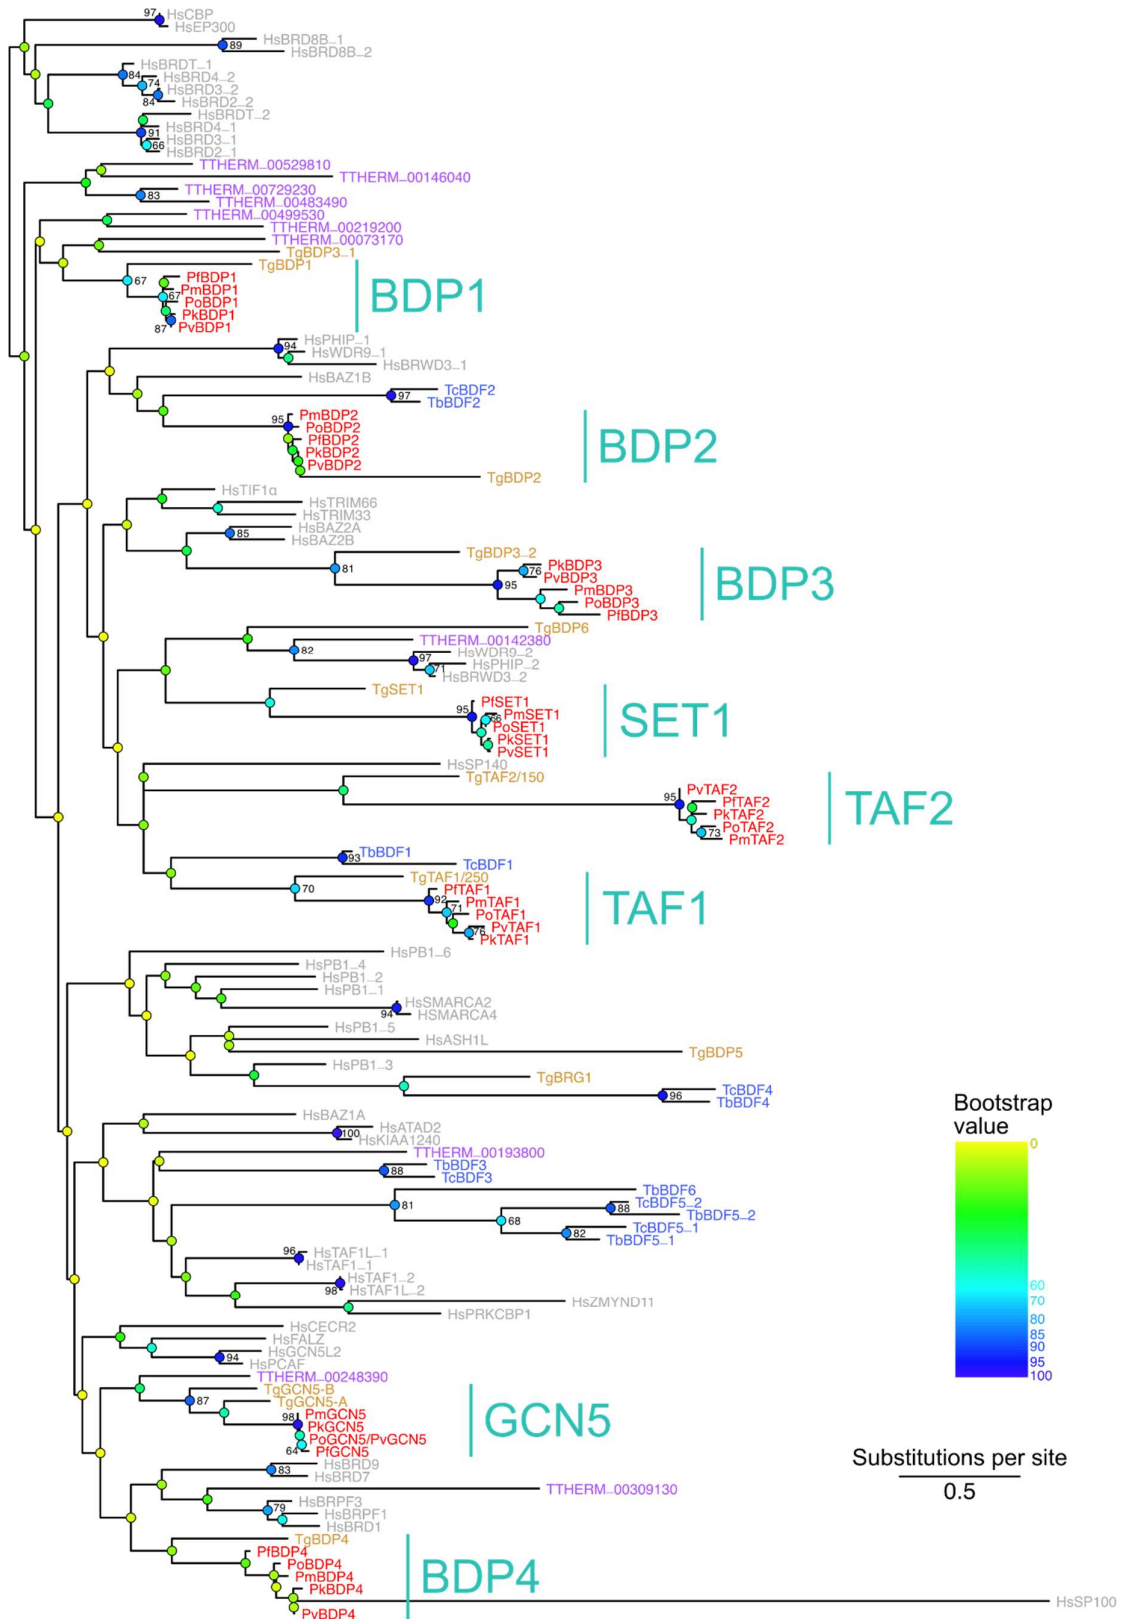 97
HsCBP
HsEP300
HsBRD8B_1
89
HsBRD8B_2
HsBRDT_1
84
HsBRD4_2
74
HsBRD3_2
84
HsBRD2_2
HsBRDT_2
HsBRD4_1
91
HsBRD3_1
66
HsBRD2_1
TTHERM_00529810
TTHERM_00146040
TTHERM_00729230
83
TTHERM_00483490
TTHERM_00499530
TTHERM_00219200
TTHERM_00073170
TgBDP3_1
TgBDP1
67
PfBDP1
PmBDP1
67
PoBDP1
PkBDP1
87
PvBDP1
BDP1
HsPHIP_1
94
HsWDR9_1
HsBRWD3_1
HsBAZ1B
TcBDF2
97
TbBDF2
PmBDP2
95
PoBDP2
PfBDP2
PkBDP2
PvBDP2
TgBDP2
BDP2
HsTIF1α
HsTRIM66
HsTRIM33
HsBAZ2A
85
HsBAZ2B
TgBDP3_2
81
PkBDP3
76
PvBDP3
95
PmBDP3
PoBDP3
PfBDP3
BDP3
TgBDP6
TTHERM_00142380
82
HsWDR9_2
97
HsPHIP_2
71
HsBRWD3_2
TgSET1
PfSET1
95
PmSET1
66
PoSET1
PkSET1
PvSET1
SET1
HsSP140
TgTAF2/150
PvTAF2
95
PfTAF2
PkTAF2
PoTAF2
73
PmTAF2
TAF2
TbBDF1
93
TcBDF1
TgTAF1/250
70
PfTAF1
92
PmTAF1
71
PoTAF1
PvTAF1
76
PkTAF1
TAF1
HsPB1_6
HsPB1_4
HsPB1_2
HsPB1_1
HsSMARCA2
94
HSMARCA4
HsPB1_5
HsASH1L
TgBDP5
HsPB1_3
TgBRG1
TcBDF4
96
TbBDF4
HsBAZ1A
HsATAD2
100
HsKIAA1240
TTHERM_00193800
TbBDF3
88
TcBDF3
TbBDF6
81
TcBDF5_2
88
TbBDF5_2
68
TcBDF5_1
82
TbBDF5_1
96
HsTAF1L_1
HsTAF1_1
HsTAF1_2
98
HsTAF1L_2
HsZMYND11
HsPRKCBP1
HsCECR2
HsFALZ
HsGCN5L2
94
HsPCAF
TTHERM_00248390
TgGCN5-B
87
TgGCN5-A
PmGCN5
98
PkGCN5
PoGCN5/PvGCN5
64
PfGCN5
GCN5
HsBRD9
83
HsBRD7
TTHERM_00309130
HsBRPF3
79
HsBRPF1
HsBRD1
TgBDP4
PfBDP4
PoBDP4
PmBDP4
PkBDP4
HsSP100
PvBDP4
BDP4
Bootstrap
value
0
60
70
80
85
90
95
100
Substitutions per site
0.5